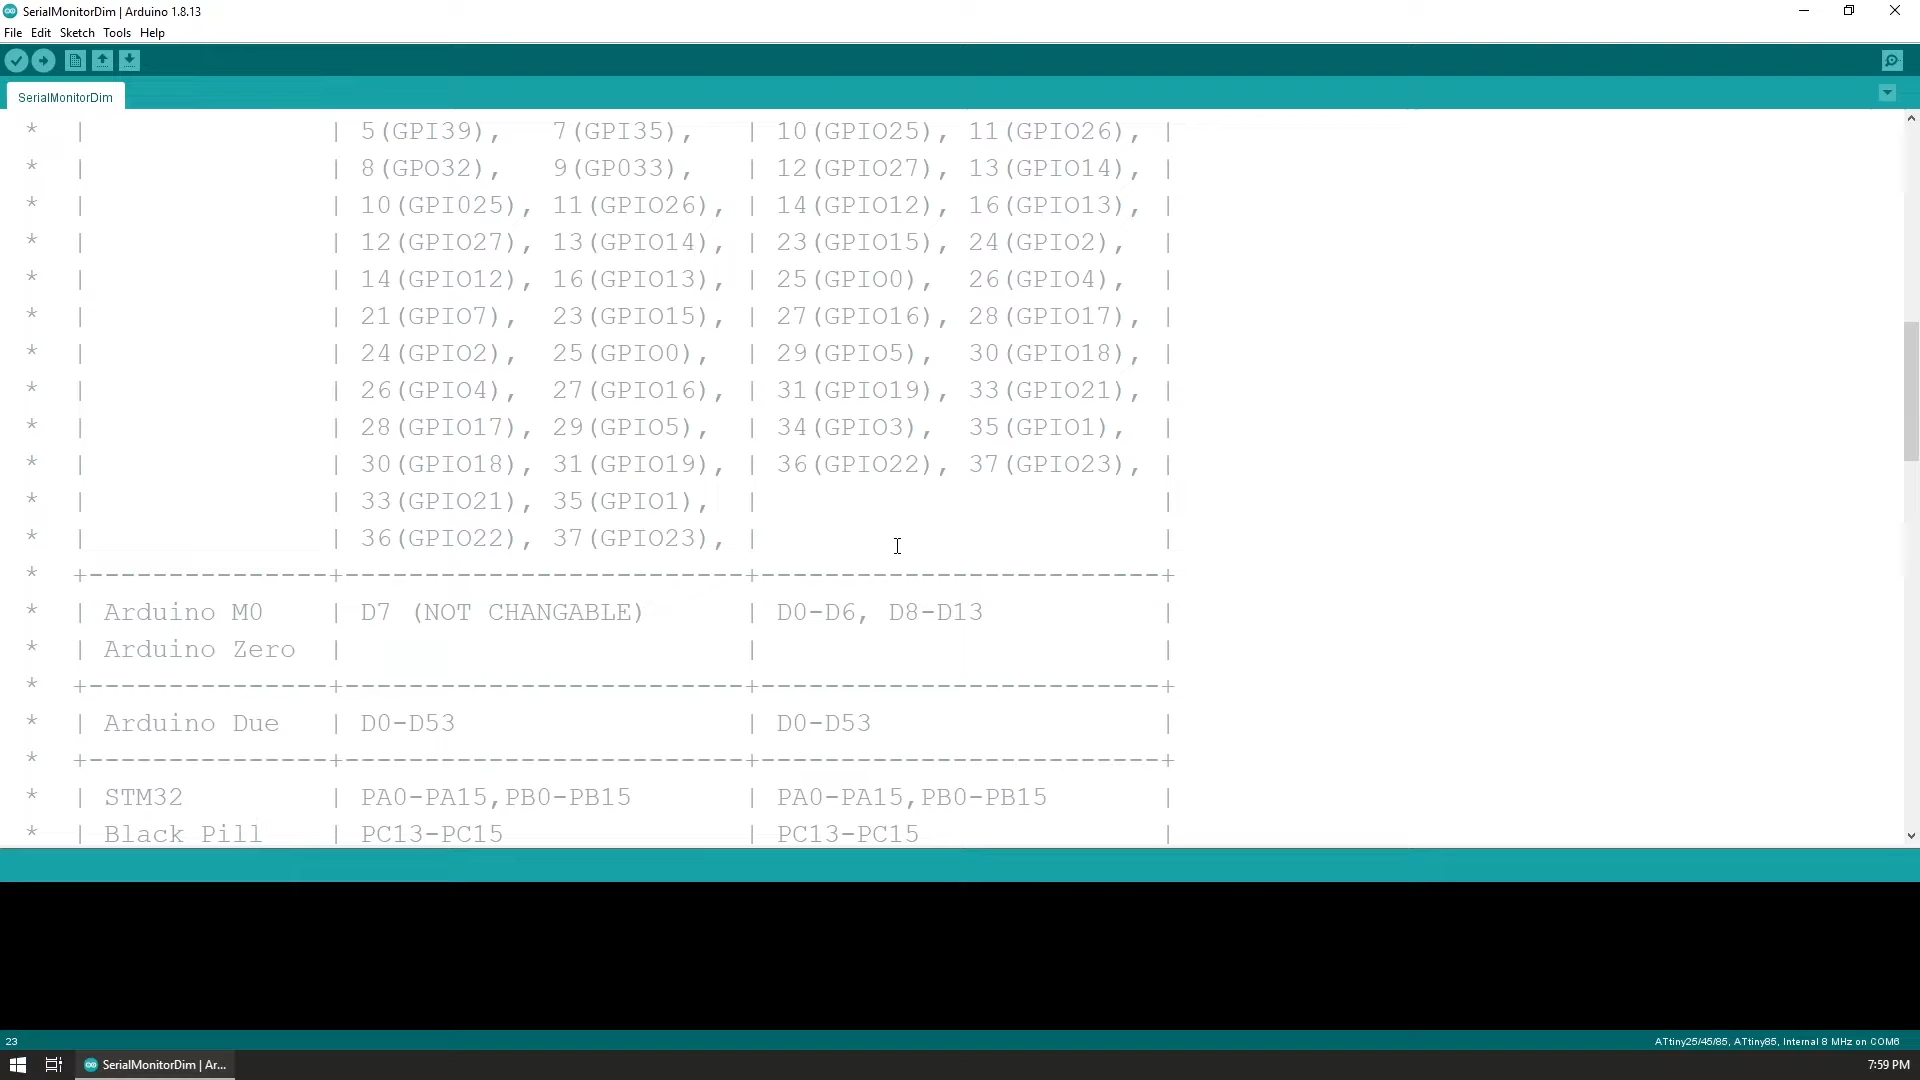 SerialMonitorDim | Arduino 1.8.13
File Edit Sketch Tools Help
SerialMonitorDim
* | | 5(GPI39), 7(GPI35), | 10(GPIO25), 11(GPIO26), |
* | | 8(GPO32), 9(GP033), | 12(GPIO27), 13(GPIO14), |
* | | 10(GPI025), 11(GPIO26), | 14(GPIO12), 16(GPIO13), |
* | | 12(GPIO27), 13(GPIO14), | 23(GPIO15), 24(GPIO2), |
* | | 14(GPIO12), 16(GPIO13), | 25(GPIO0), 26(GPIO4), |
* | | 21(GPIO7), 23(GPIO15), | 27(GPIO16), 28(GPIO17), |
* | | 24(GPIO2), 25(GPIO0), | 29(GPIO5), 30(GPIO18), |
* | | 26(GPIO4), 27(GPIO16), | 31(GPIO19), 33(GPIO21), |
* | | 28(GPIO17), 29(GPIO5), | 34(GPIO3), 35(GPIO1), |
* | | 30(GPIO18), 31(GPIO19), | 36(GPIO22), 37(GPIO23), |
* | | 33(GPIO21), 35(GPIO1), | |
* | | 36(GPIO22), 37(GPIO23), | |
* +---------------+-------------------------+-------------------------+
* | Arduino M0 | D7 (NOT CHANGABLE) | D0-D6, D8-D13 |
* | Arduino Zero | | |
* +---------------+-------------------------+-------------------------+
* | Arduino Due | D0-D53 | D0-D53 |
* +---------------+-------------------------+-------------------------+
* | STM32 | PA0-PA15,PB0-PB15 | PA0-PA15,PB0-PB15 |
* | Black Pill | PC13-PC15 | PC13-PC15 |
23
ATtiny25/45/85, ATtiny85, Internal 8 MHz on COM6
SerialMonitorDim | Ar...
7:59 PM